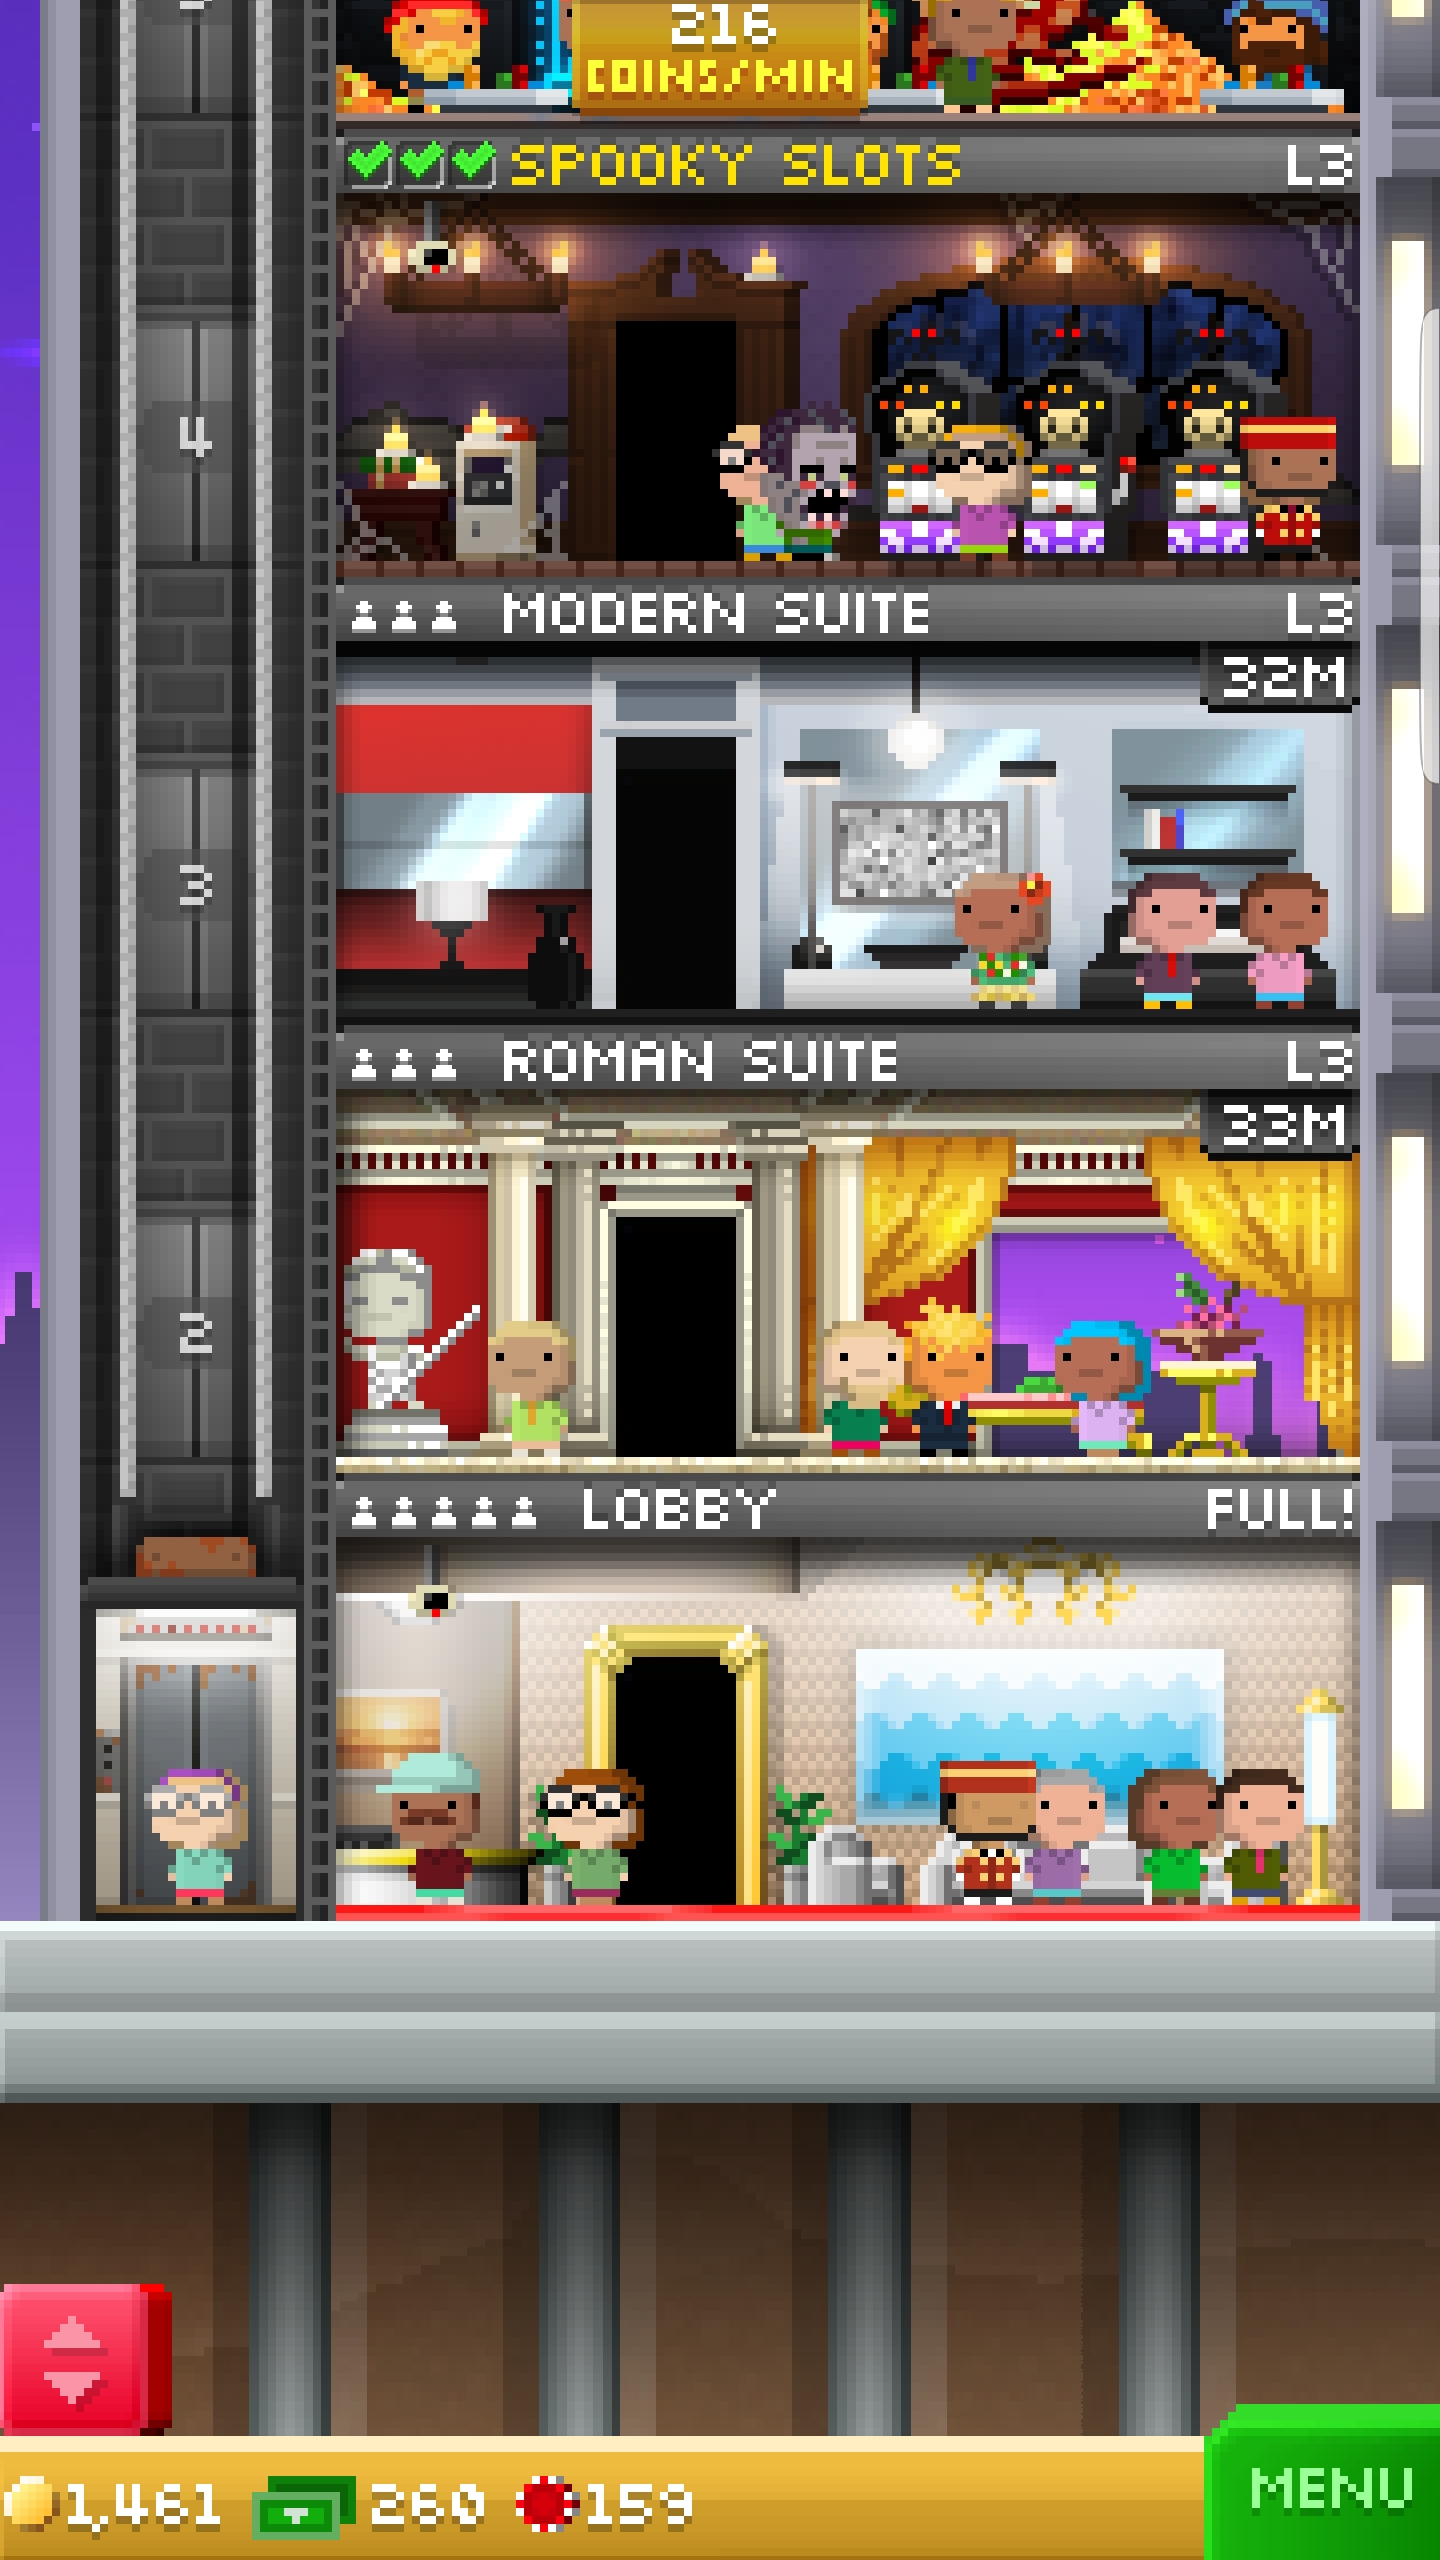 216
COINS/MIN
SPOOKY SLOTS L3
4
MODERN SUITE L3
32M
3
ROMAN SUITE L3
33M
2
LOBBY FULL!
1,461 260 159
MENU